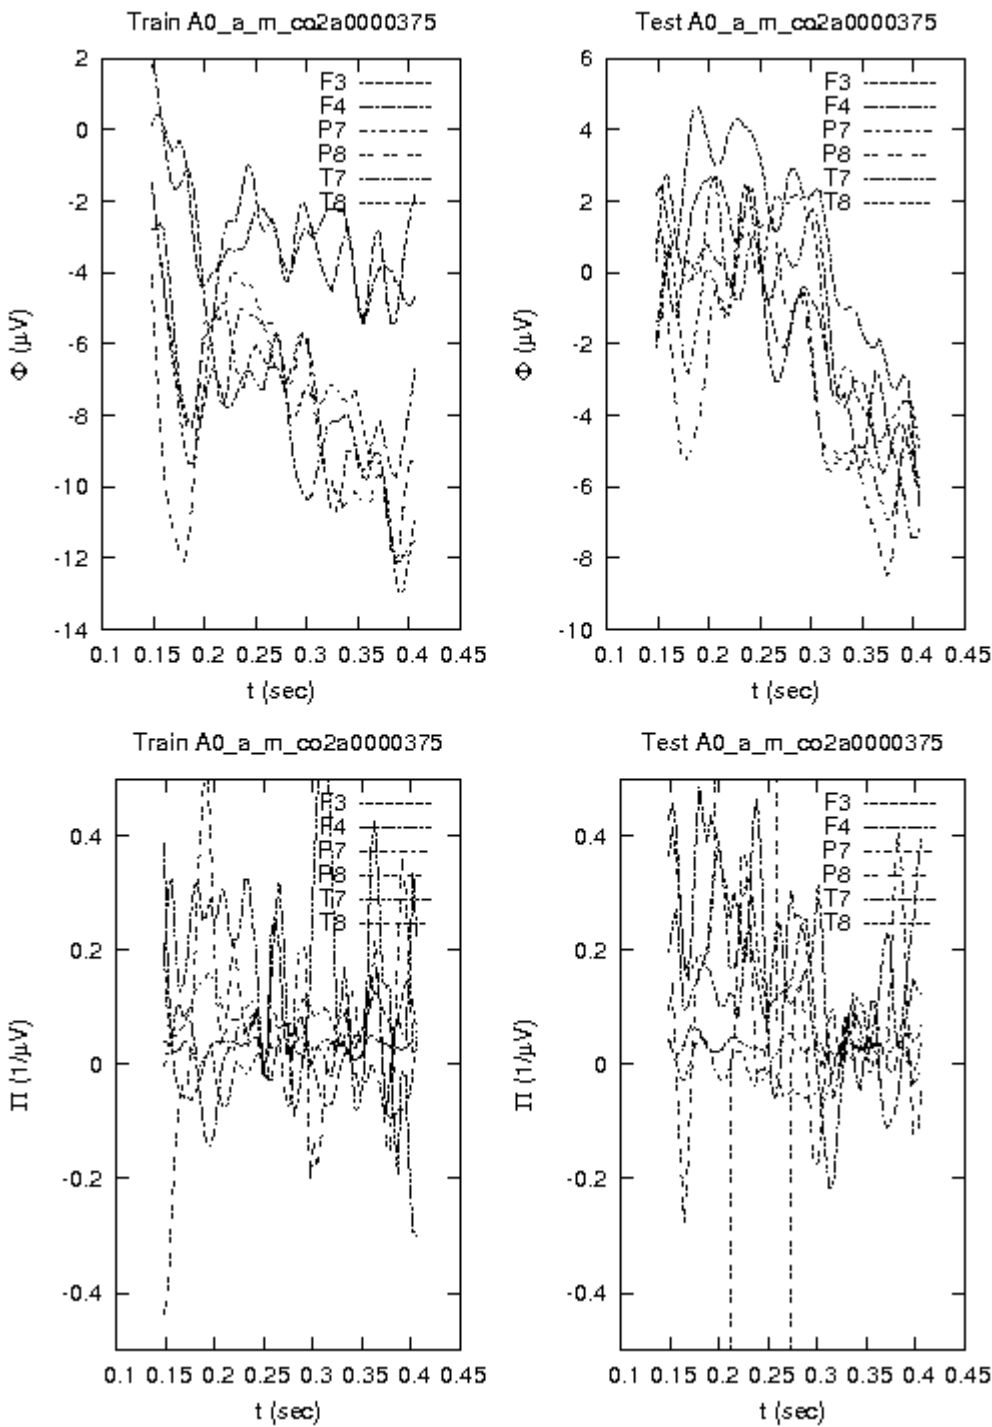 Train A0_a_m_co2a0000375
2
0
-2
-4
-6
-8
-10
-12
-14
Φ (μV)
F3
F4
P7
P8
T7
T8
0.1 0.15 0.2 0.25 0.3 0.35 0.4 0.45
t (sec)
Test A0_a_m_co2a0000375
6
4
2
0
-2
-4
-6
-8
-10
Φ (μV)
F3
F4
P7
P8
T7
T8
0.1 0.15 0.2 0.25 0.3 0.35 0.4 0.45
t (sec)
Train A0_a_m_co2a0000375
0.4
0.2
0
-0.2
-0.4
Π (1/μV)
F3
F4
P7
P8
T7
T8
0.1 0.15 0.2 0.25 0.3 0.35 0.4 0.45
t (sec)
Test A0_a_m_co2a0000375
0.4
0.2
0
-0.2
-0.4
Π (1/μV)
F3
F4
P7
P8
T7
T8
0.1 0.15 0.2 0.25 0.3 0.35 0.4 0.45
t (sec)